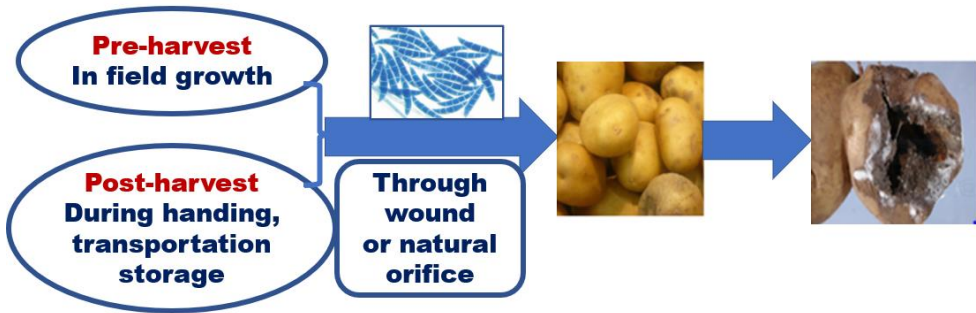 Pre-harvest
In field growth
Post-harvest
During handing,
transportation
storage
Through
wound
or natural
orifice